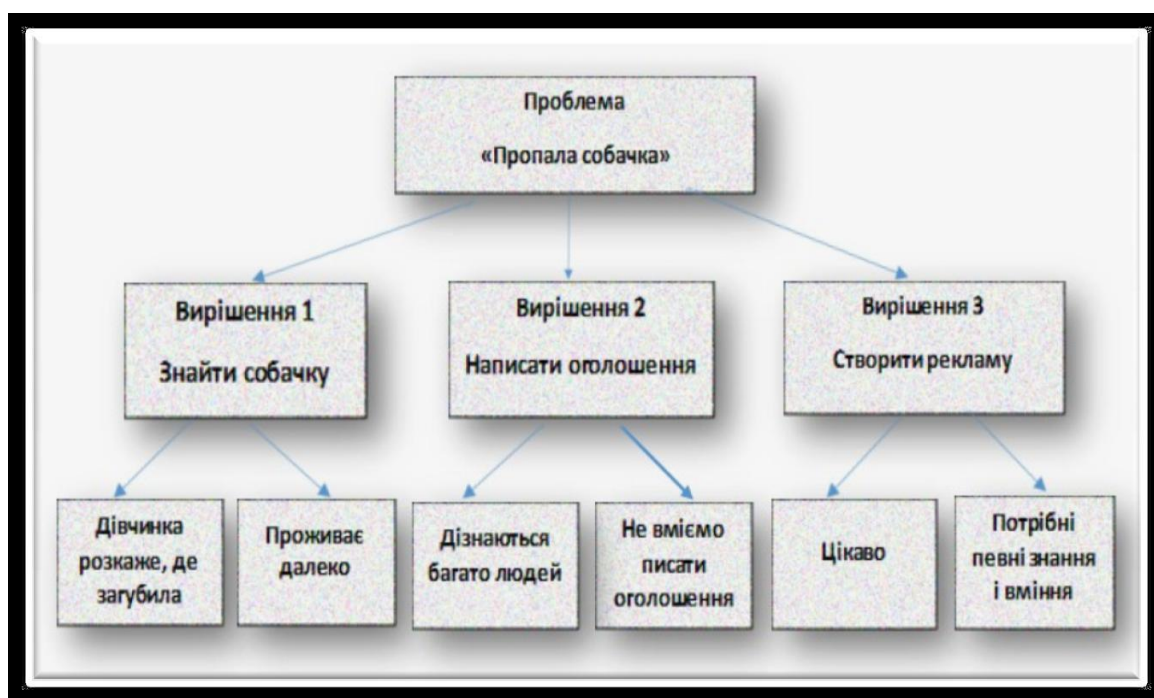 Проблема
«Пропала собачка»
Вирішення 1
Знайти собачку
Вирішення 2
Написати оголошення
Вирішення 3
Створити рекламу
Дівчинка
розкаже, де
загубила
Проживає
далеко
Дізнаються
багато людей
Не вміємо
писати
оголошення
Цікаво
Потрібні
певні знання
і вміння